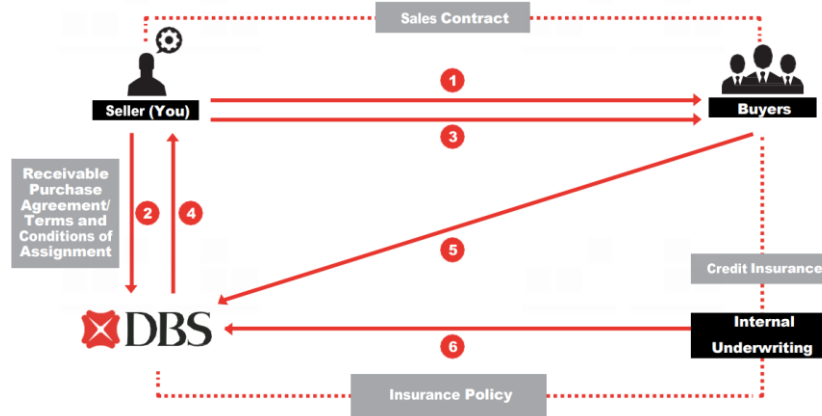 Sales Contract
1
Seller (You)
Buyers
3
Receivable
Purchase
Agreement/
Terms and
Conditions of
Assignment
2
4
5
Credit Insurance
DBS
6
Internal
Underwriting
Insurance Policy